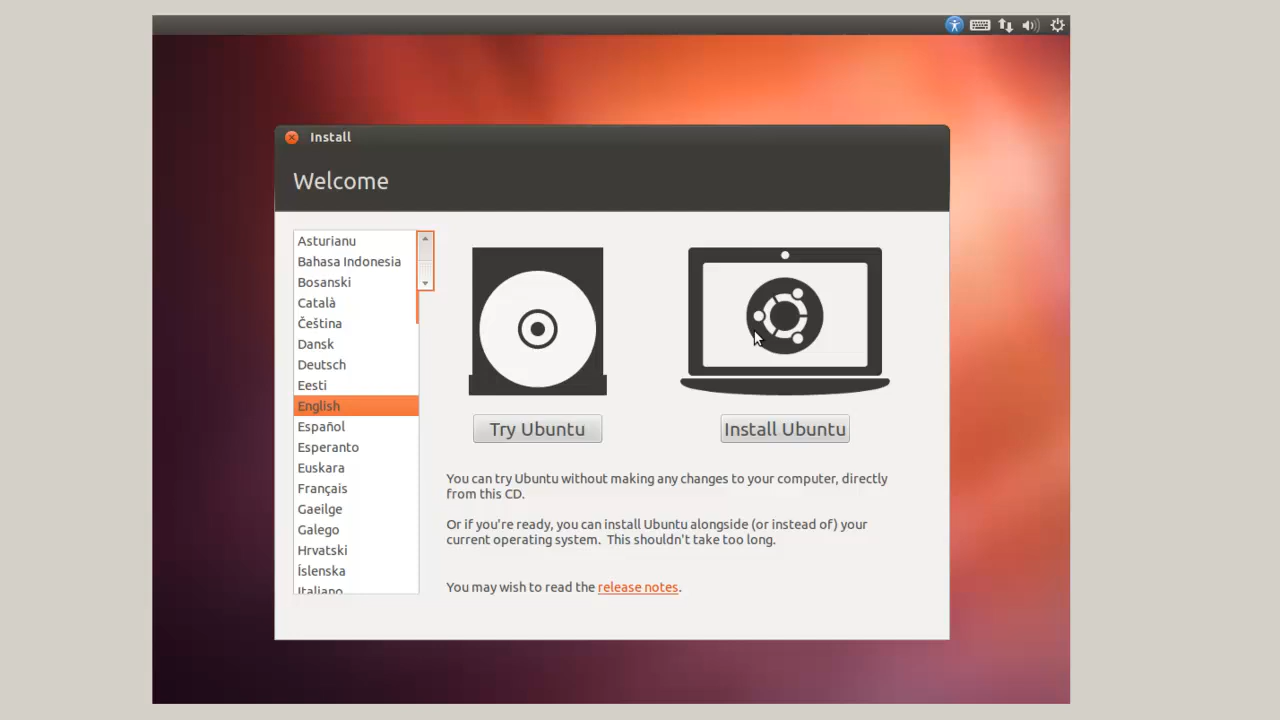 Install
Welcome
Asturianu
Bahasa Indonesia
Bosanski
Català
Čeština
Dansk
Deutsch
Eesti
English
Español
Esperanto
Euskara
Français
Gaeilge
Galego
Hrvatski
Íslenska
Italiano
Try Ubuntu
Install Ubuntu
You can try Ubuntu without making any changes to your computer, directly
from this CD.
Or if you're ready, you can install Ubuntu alongside (or instead of) your
current operating system.  This shouldn't take too long.
You may wish to read the release notes.